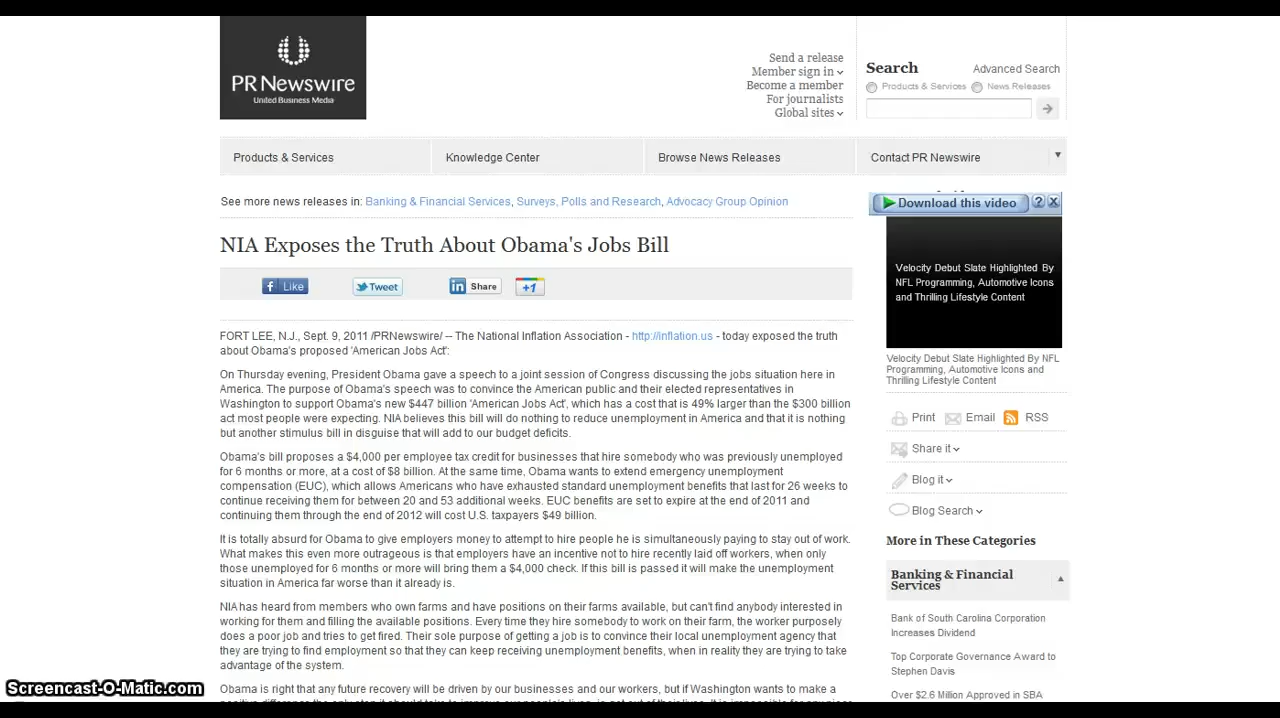 PR Newswire
United Business Media
Send a release
Member sign in
Become a member
For journalists
Global sites
Search
Advanced Search
Products & Services
News Releases
Products & Services
Knowledge Center
Browse News Releases
Contact PR Newswire
See more news releases in: Banking & Financial Services, Surveys, Polls and Research, Advocacy Group Opinion
NIA Exposes the Truth About Obama's Jobs Bill
Like
Tweet
in Share
+1
FORT LEE, N.J., Sept. 9, 2011 /PRNewswire/ -- The National Inflation Association - http://inflation.us - today exposed the truth
about Obama's proposed 'American Jobs Act':
On Thursday evening, President Obama gave a speech to a joint session of Congress discussing the jobs situation here in
America. The purpose of Obama's speech was to convince the American public and their elected representatives in
Washington to support Obama's new $447 billion 'American Jobs Act', which has a cost that is 49% larger than the $300 billion
act most people were expecting. NIA believes this bill will do nothing to reduce unemployment in America and that it is nothing
but another stimulus bill in disguise that will add to our budget deficits.
Obama's bill proposes a $4,000 per employee tax credit for businesses that hire somebody who was previously unemployed
for 6 months or more, at a cost of $8 billion. At the same time, Obama wants to extend emergency unemployment
compensation (EUC), which allows Americans who have exhausted standard unemployment benefits that last for 26 weeks to
continue receiving them for between 20 and 53 additional weeks. EUC benefits are set to expire at the end of 2011 and
continuing them through the end of 2012 will cost U.S. taxpayers $49 billion.
It is totally absurd for Obama to give employers money to attempt to hire people he is simultaneously paying to stay out of work.
What makes this even more outrageous is that employers have an incentive not to hire recently laid off workers, when only
those unemployed for 6 months or more will bring them a $4,000 check. If this bill is passed it will make the unemployment
situation in America far worse than it already is.
NIA has heard from members who own farms and have positions on their farms available, but can't find anybody interested in
working for them and filling the available positions. Every time they hire somebody to work on their farm, the worker purposely
does a poor job and tries to get fired. Their sole purpose of getting a job is to convince their local unemployment agency that
they are trying to find employment so that they can keep receiving unemployment benefits, when in reality they are trying to take
advantage of the system.
Obama is right that any future recovery will be driven by our businesses and our workers, but if Washington wants to make a
Download this video ? X
Velocity Debut Slate Highlighted By
NFL Programming, Automotive Icons
and Thrilling Lifestyle Content
Velocity Debut Slate Highlighted By NFL
Programming, Automotive Icons and
Thrilling Lifestyle Content
Print Email RSS
Share it
Blog it
Blog Search
More in These Categories
Banking & Financial
Services
Bank of South Carolina Corporation
Increases Dividend
Top Corporate Governance Award to
Stephen Davis
Over $2.6 Million Approved in SBA
Screencast-O-Matic.com